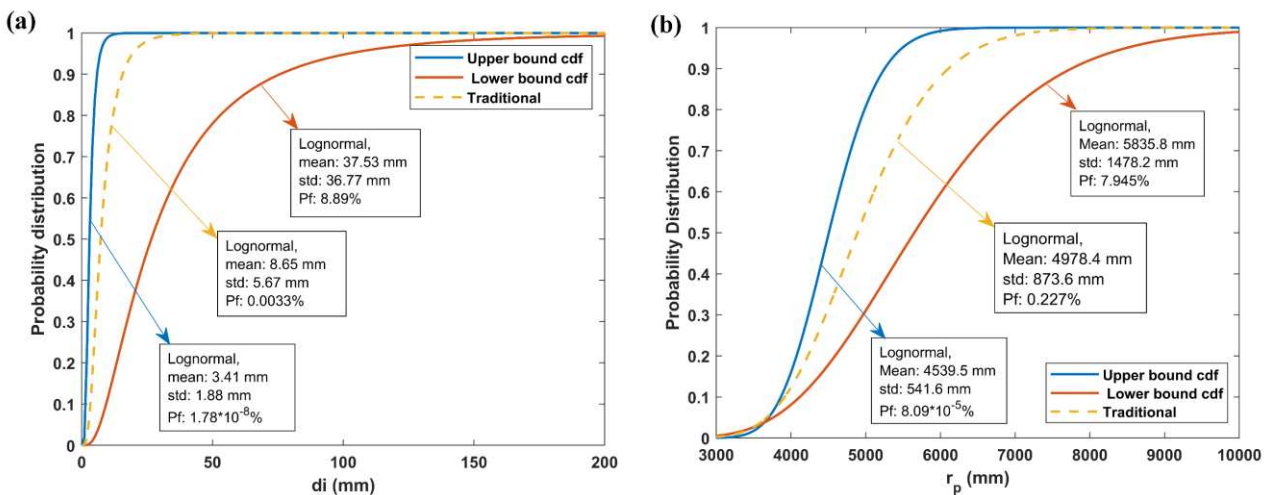 (a)
Probability distribution
1
0.9
0.8
0.7
0.6
0.5
0.4
0.3
0.2
0.1
0
Upper bound cdf
Lower bound cdf
Traditional
Lognormal,
mean: 37.53 mm
std: 36.77 mm
Pf: 8.89%
Lognormal,
mean: 8.65 mm
std: 5.67 mm
Pf: 0.0033%
Lognormal,
mean: 3.41 mm
std: 1.88 mm
Pf: 1.78*10⁻⁸%
0 50 100 150 200
di (mm)
(b)
Probability Distribution
1
0.9
0.8
0.7
0.6
0.5
0.4
0.3
0.2
0.1
0
Lognormal,
Mean: 5835.8 mm
std: 1478.2 mm
Pf: 7.945%
Lognormal,
Mean: 4978.4 mm
std: 873.6 mm
Pf: 0.227%
Lognormal,
Mean: 4539.5 mm
std: 541.6 mm
Pf: 8.09*10⁻⁵%
Upper bound cdf
Lower bound cdf
Traditional
3000 4000 5000 6000 7000 8000 9000 10000
rₚ (mm)